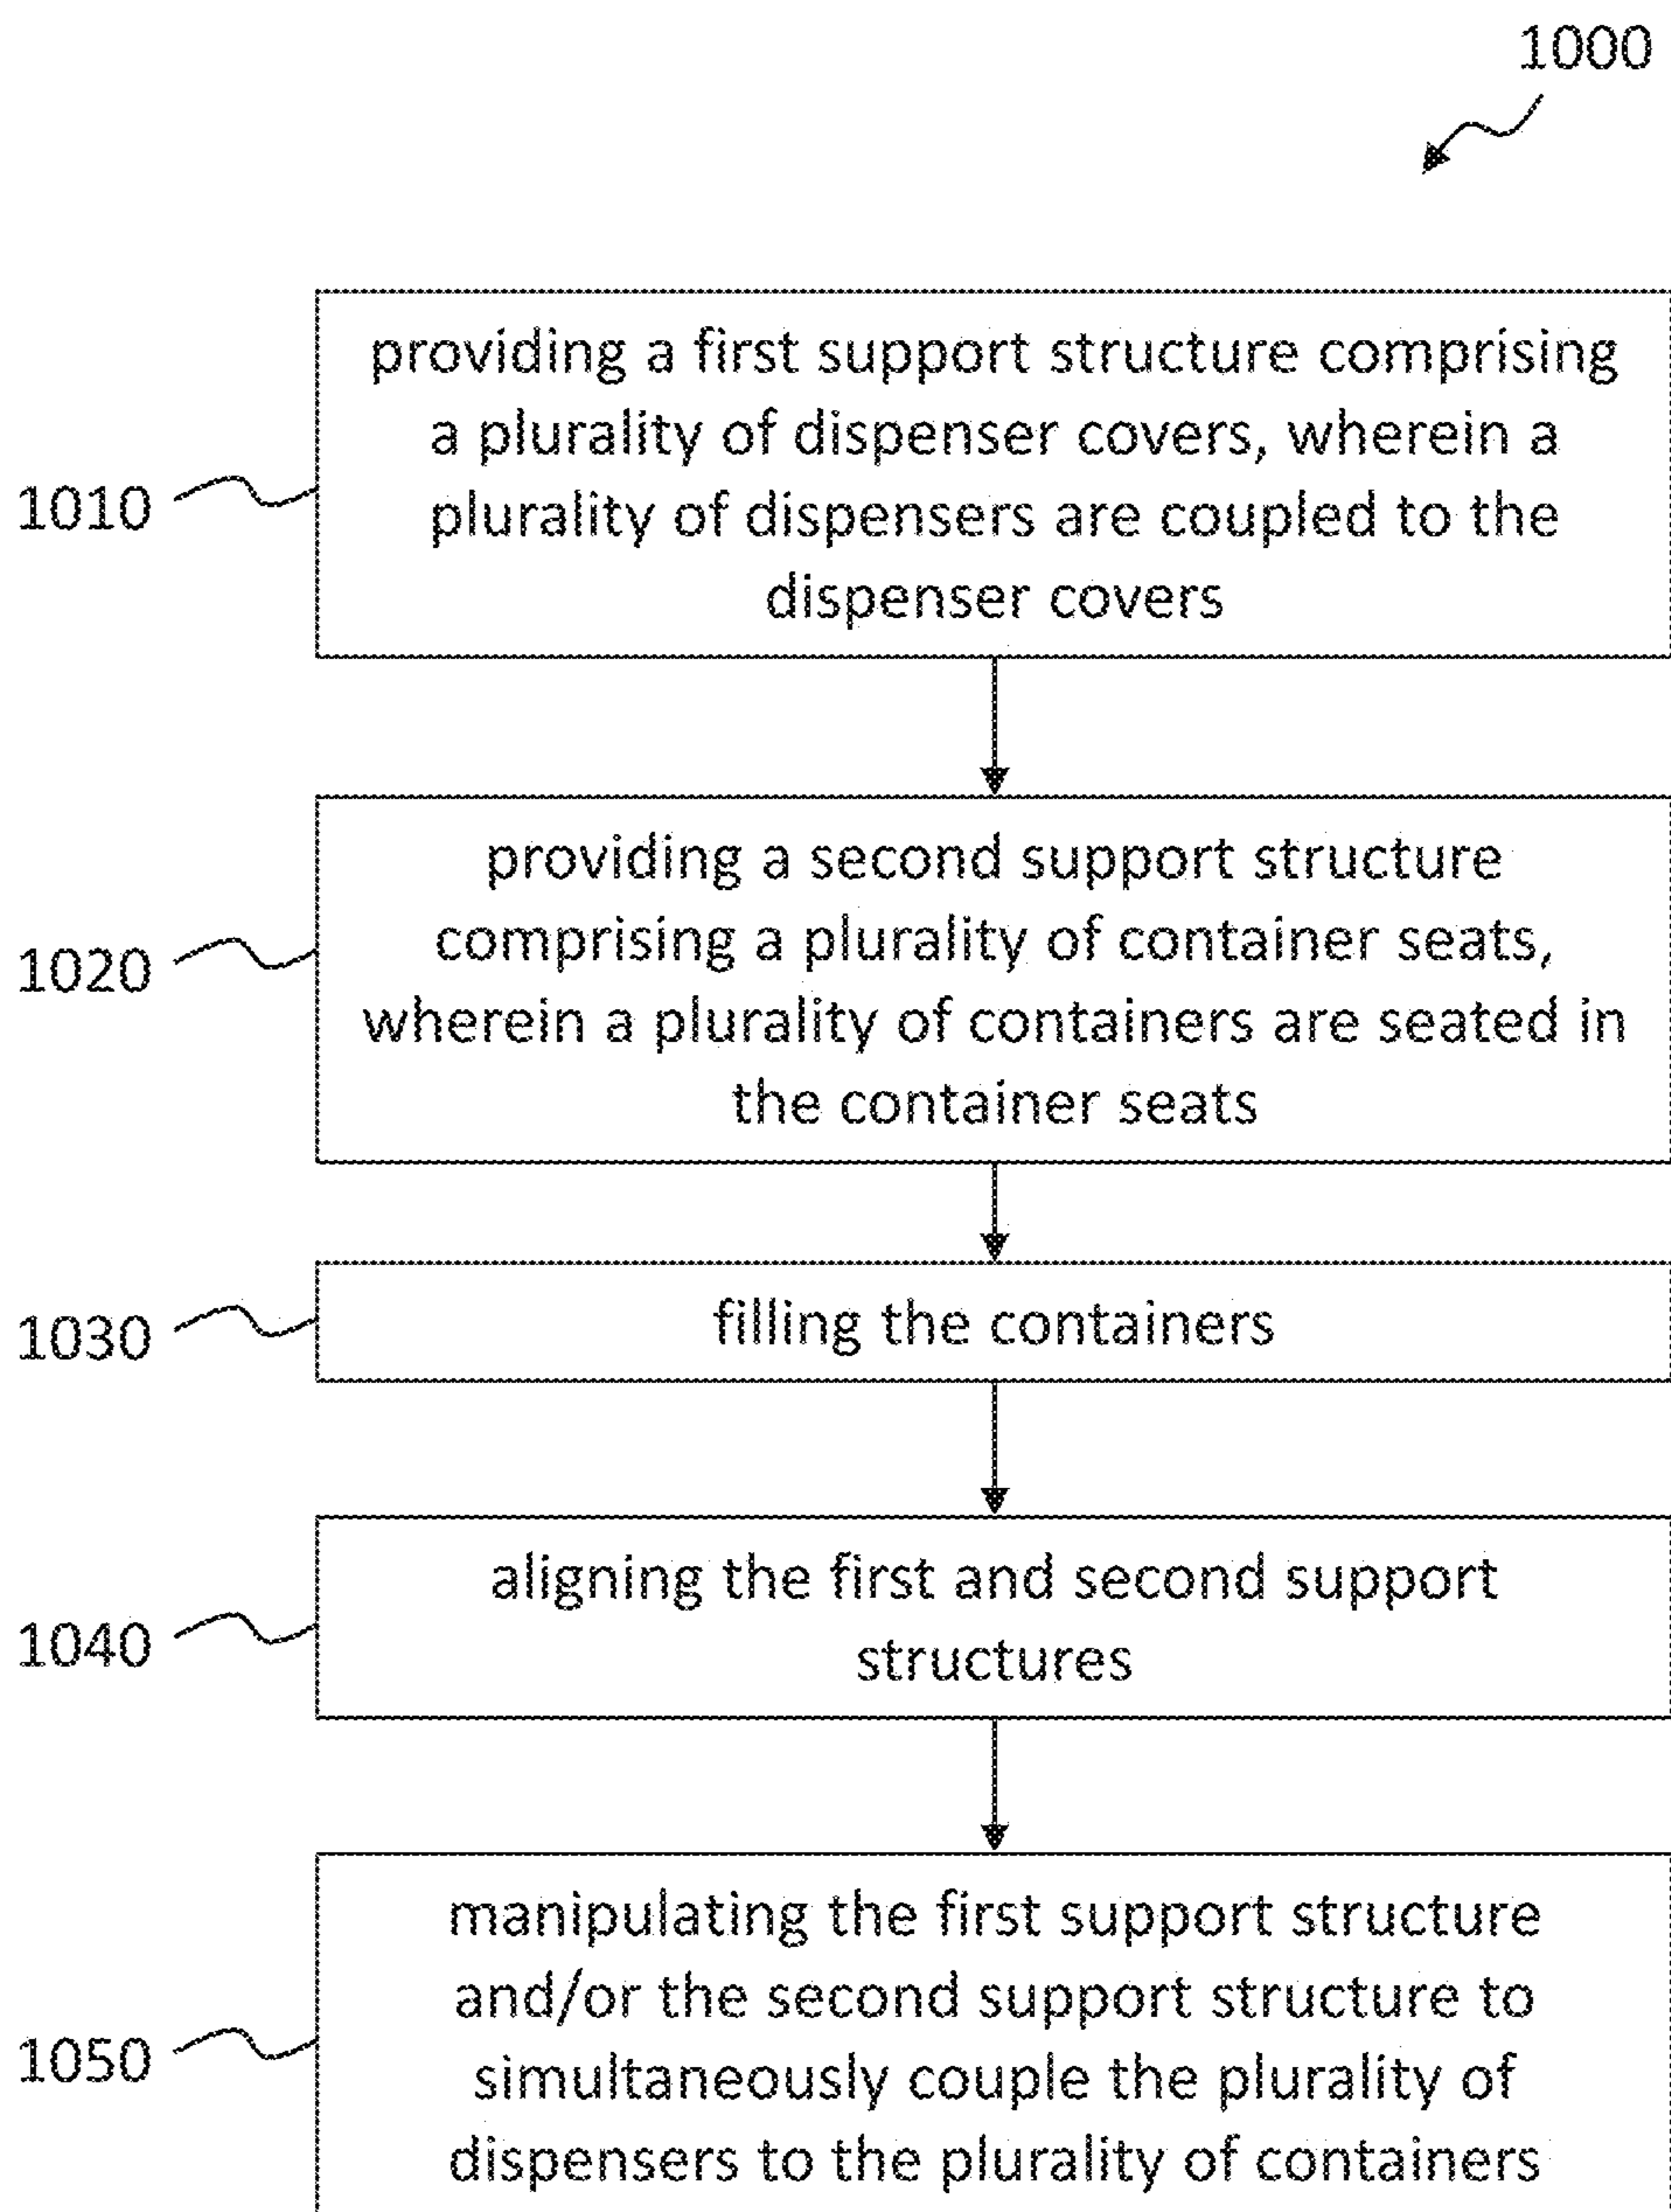 1000
providing a first support structure comprising
a plurality of dispenser covers, wherein a
plurality of dispensers are coupled to the
dispenser covers
1010
providing a second support structure
comprising a plurality of container seats,
wherein a plurality of containers are seated in
the container seats
1020
filling the containers
1030
aligning the first and second support
structures
1040
manipulating the first support structure
and/or the second support structure to
simultaneously couple the plurality of
dispensers to the plurality of containers
1050